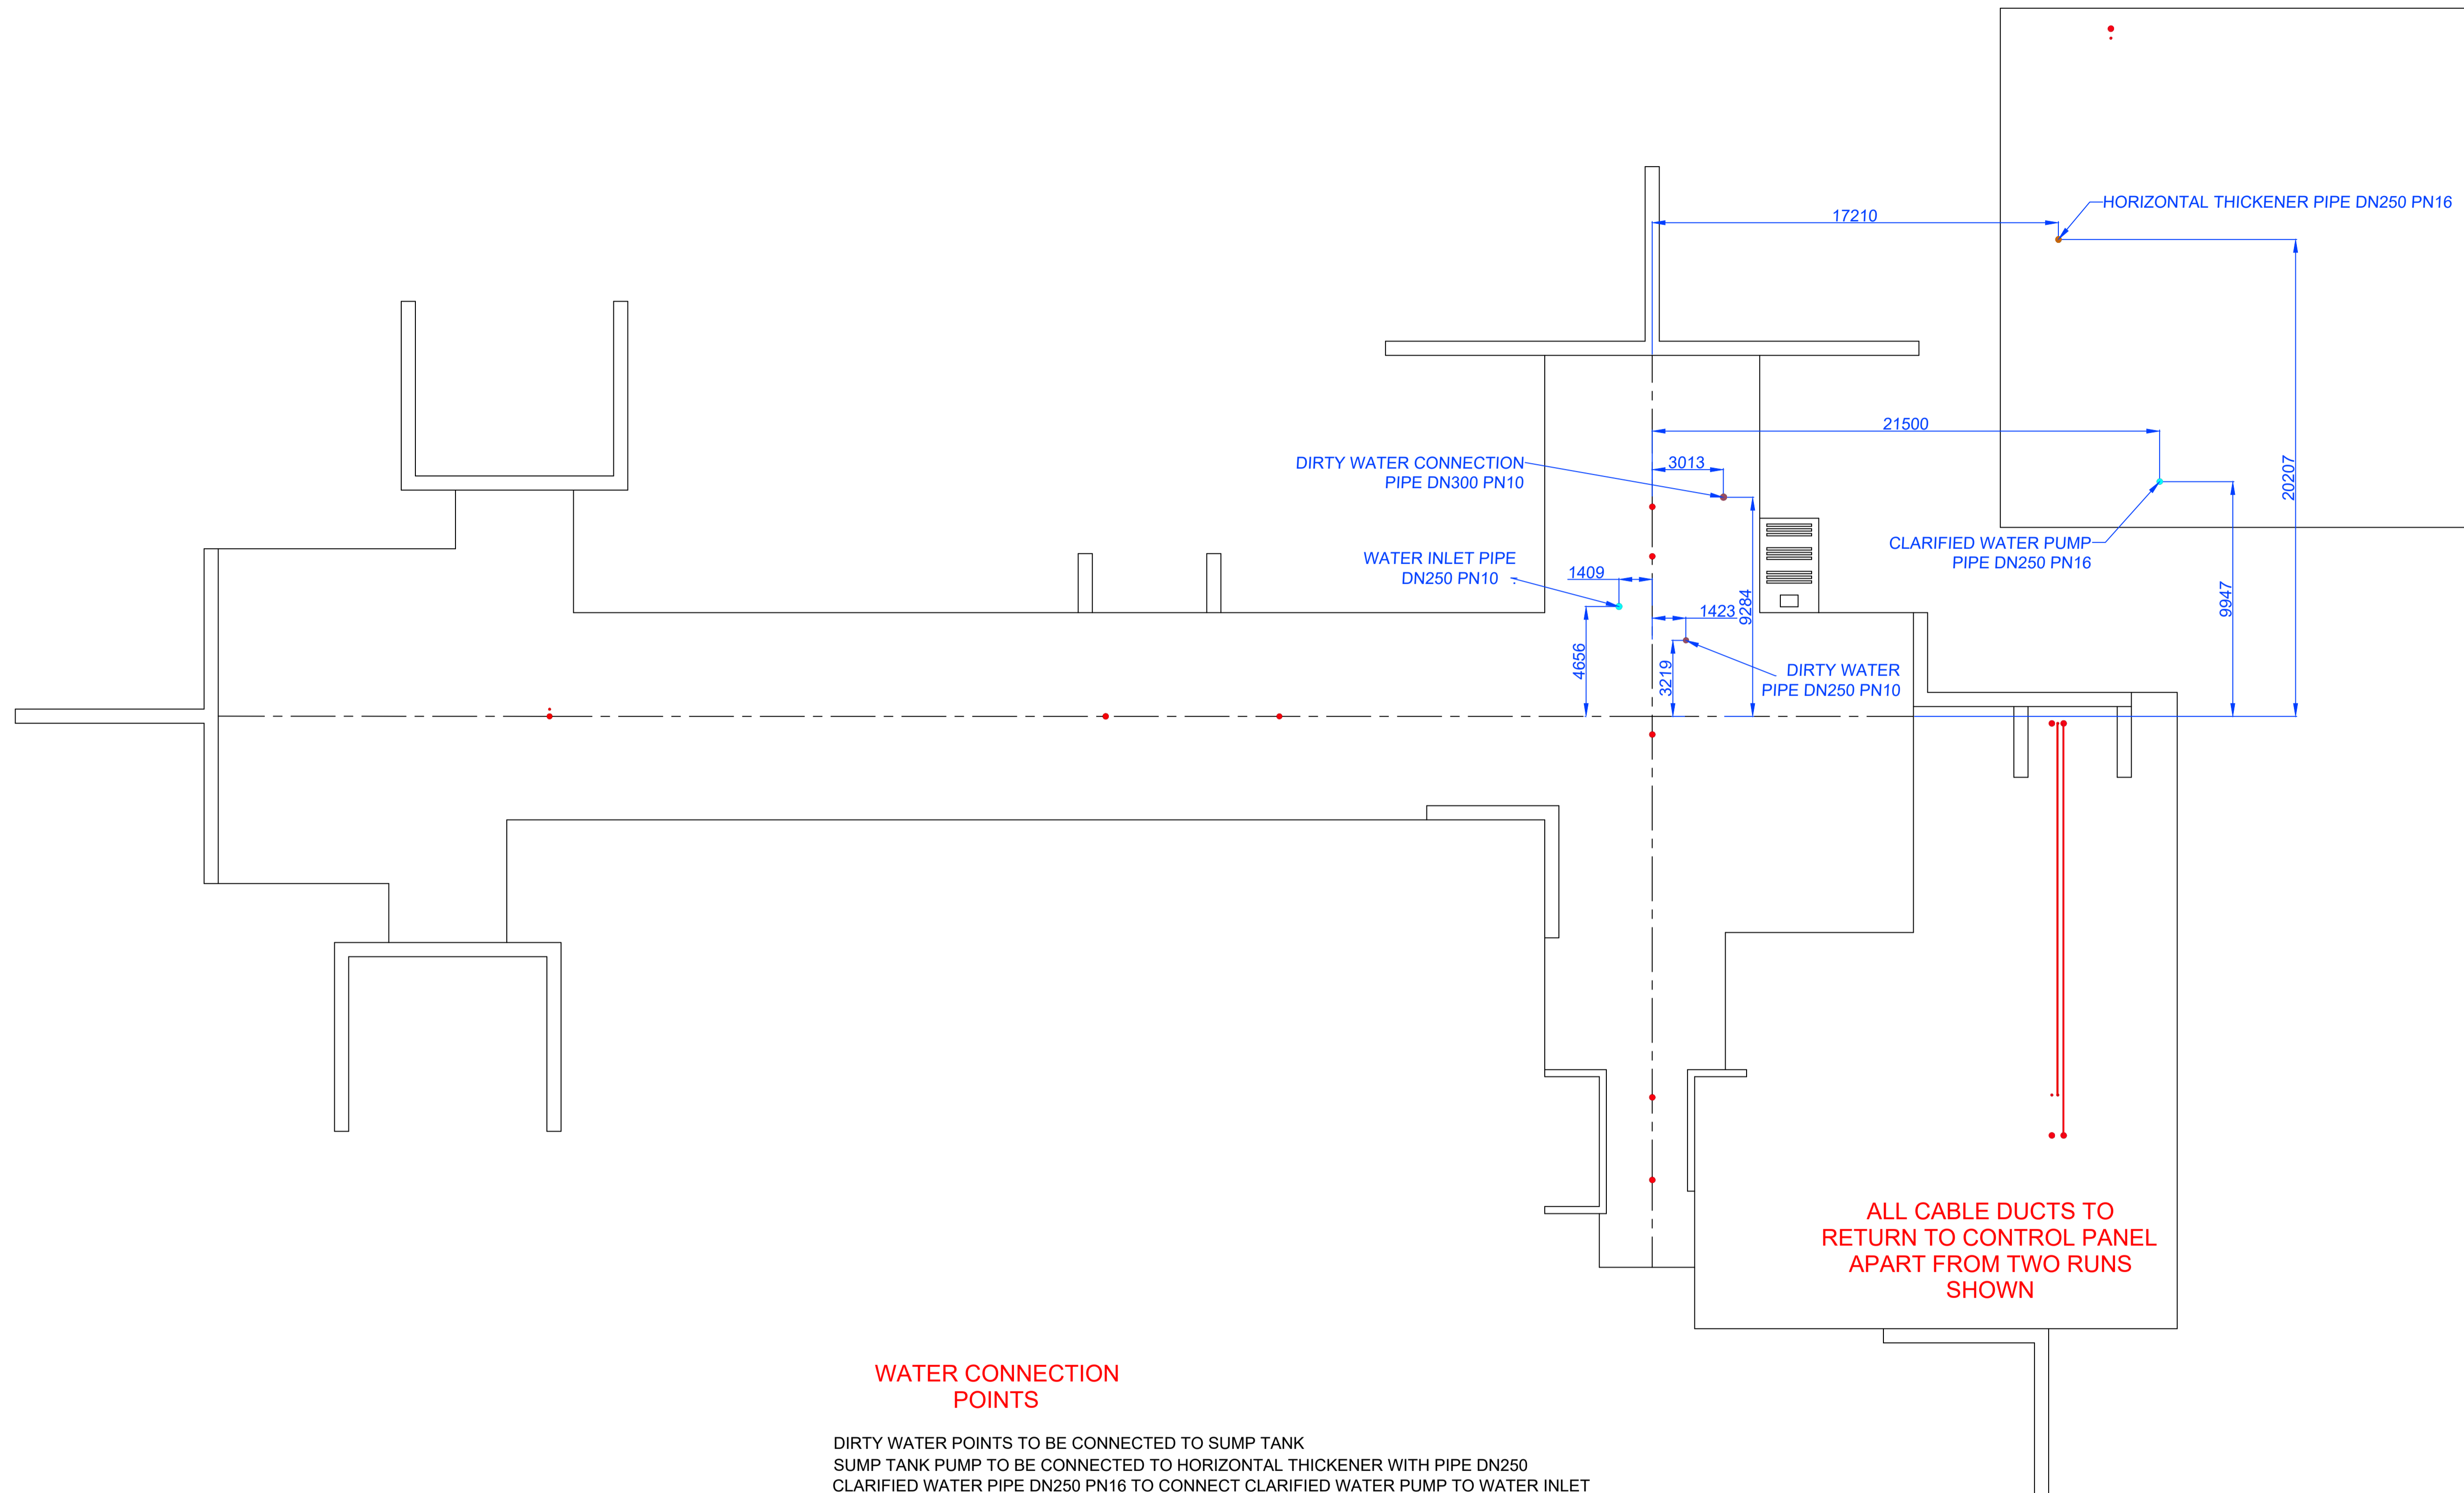 HORIZONTAL THICKENER PIPE DN250 PN16
17210
21500
DIRTY WATER CONNECTION
PIPE DN300 PN10
3013
20207
CLARIFIED WATER PUMP
PIPE DN250 PN16
WATER INLET PIPE
DN250 PN10
1409
9284
1423
9947
4656
3219
DIRTY WATER
PIPE DN250 PN10
ALL CABLE DUCTS TO
RETURN TO CONTROL PANEL
APART FROM TWO RUNS
SHOWN
WATER CONNECTION
POINTS
DIRTY WATER POINTS TO BE CONNECTED TO SUMP TANK
SUMP TANK PUMP TO BE CONNECTED TO HORIZONTAL THICKENER WITH PIPE DN250
CLARIFIED WATER PIPE DN250 PN16 TO CONNECT CLARIFIED WATER PUMP TO WATER INLET